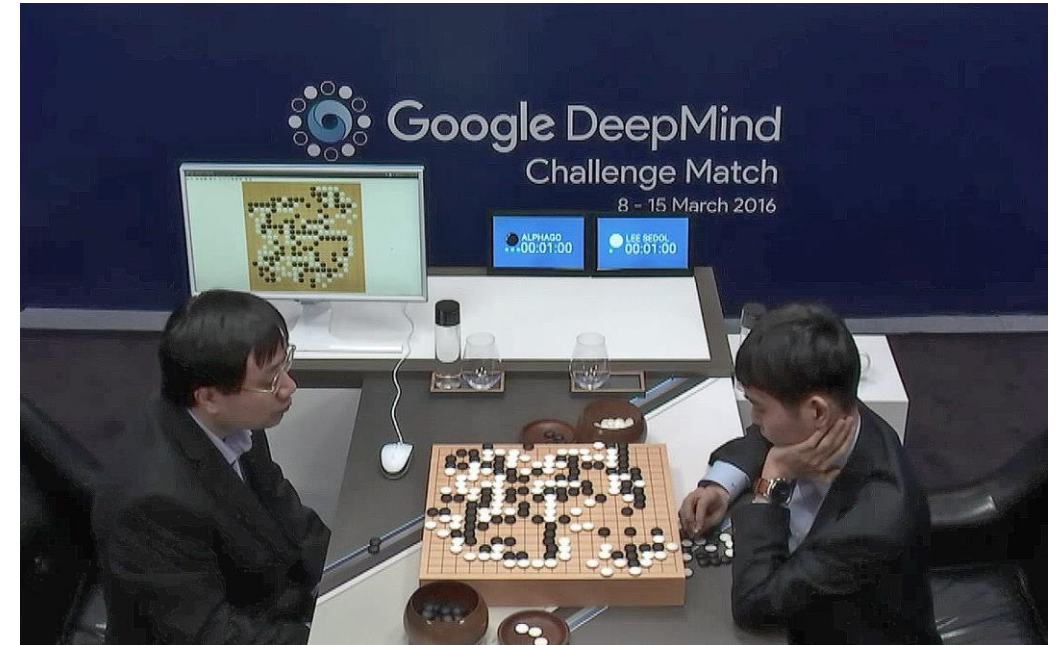 Google DeepMind
Challenge Match
8 - 15 March 2016
ALPHAGO
00:01:00
LEE SEDOL
00:01:00